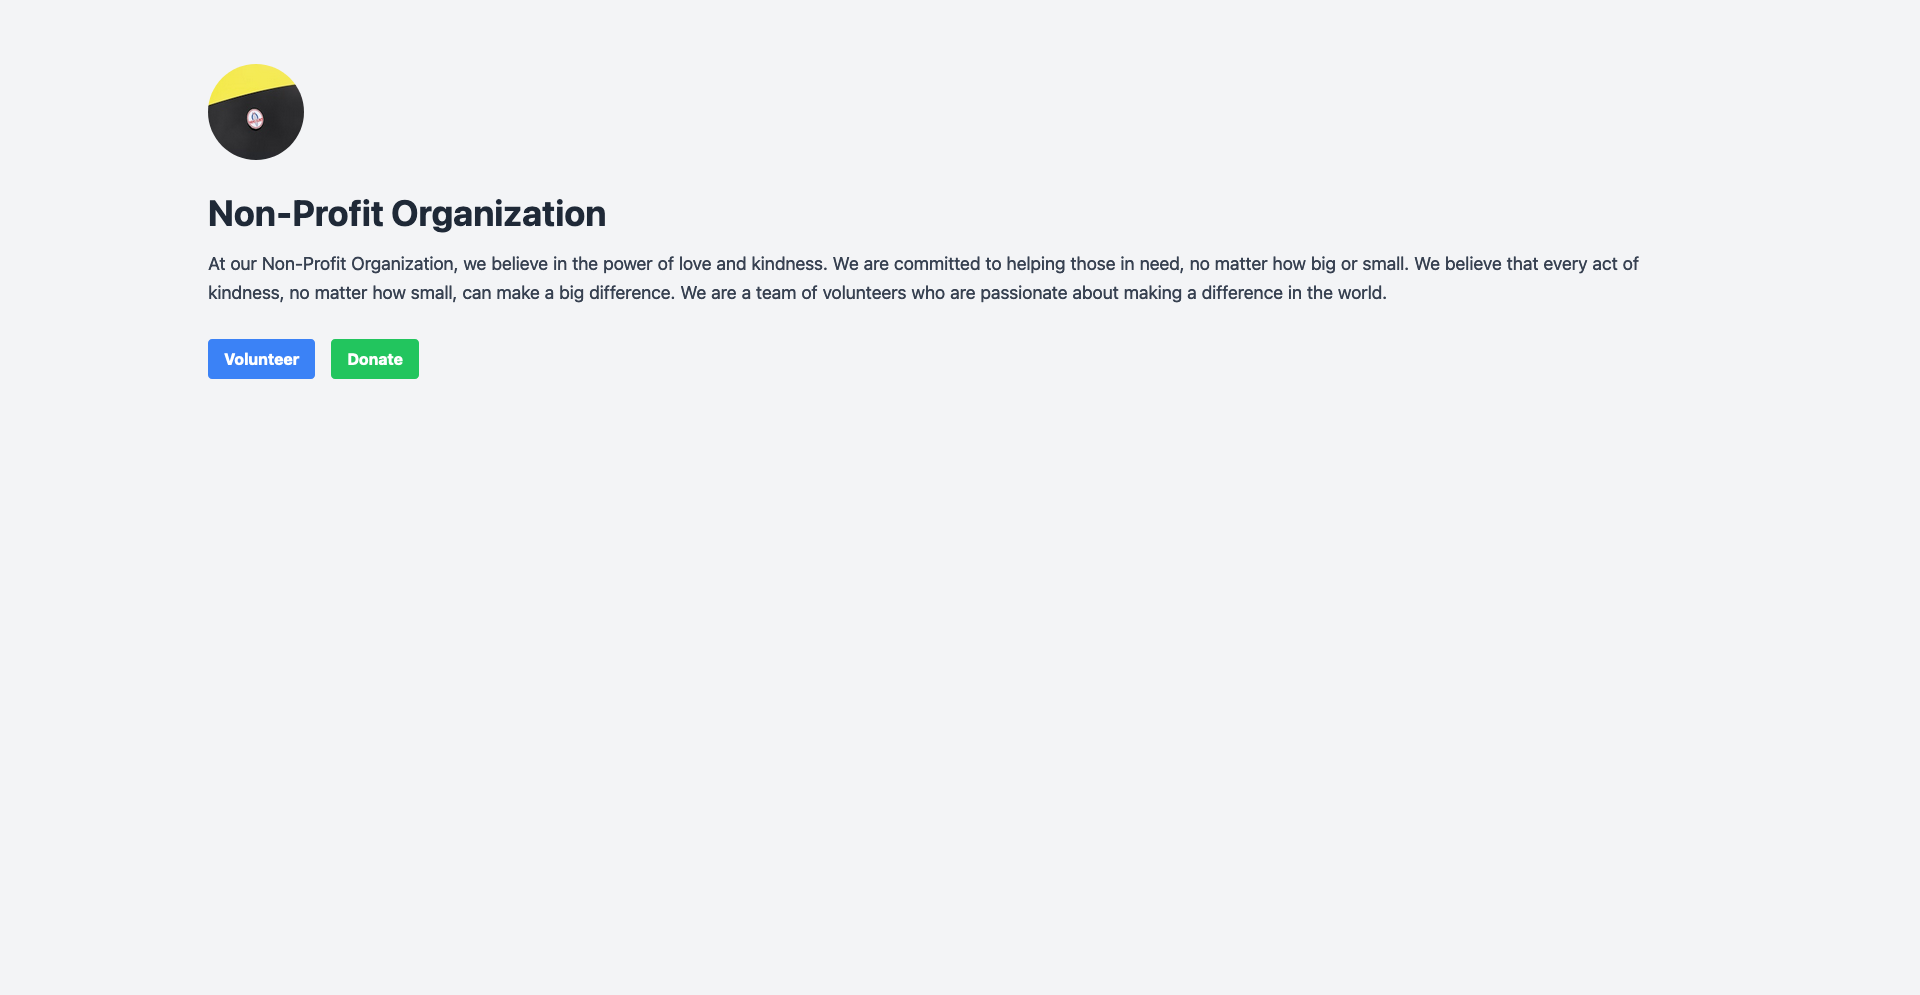 Non-Profit Organization
At our Non-Profit Organization, we believe in the power of love and kindness. We are committed to helping those in need, no matter how big or small. We believe that every act of
kindness, no matter how small, can make a big difference. We are a team of volunteers who are passionate about making a difference in the world.
Volunteer
Donate